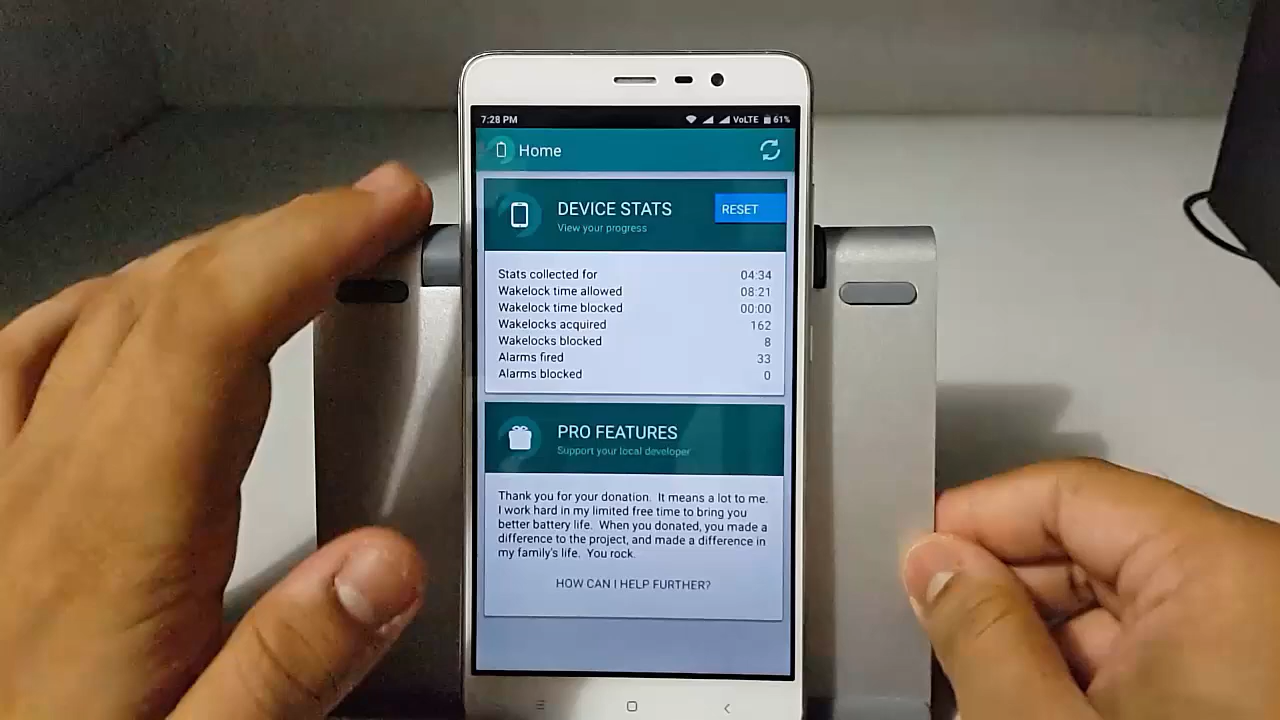 7:28 PM VoLTE 61%
Home
DEVICE STATS
View your progress
RESET
Stats collected for 04:34
Wakelock time allowed 08:21
Wakelock time blocked 00:00
Wakelocks acquired 162
Wakelocks blocked 8
Alarms fired 33
Alarms blocked 0
PRO FEATURES
Support your local developer
Thank you for your donation. It means a lot to me.
I work hard in my limited free time to bring you
better battery life. When you donated, you made a
difference to the project, and made a difference in
my family's life. You rock.
HOW CAN I HELP FURTHER?